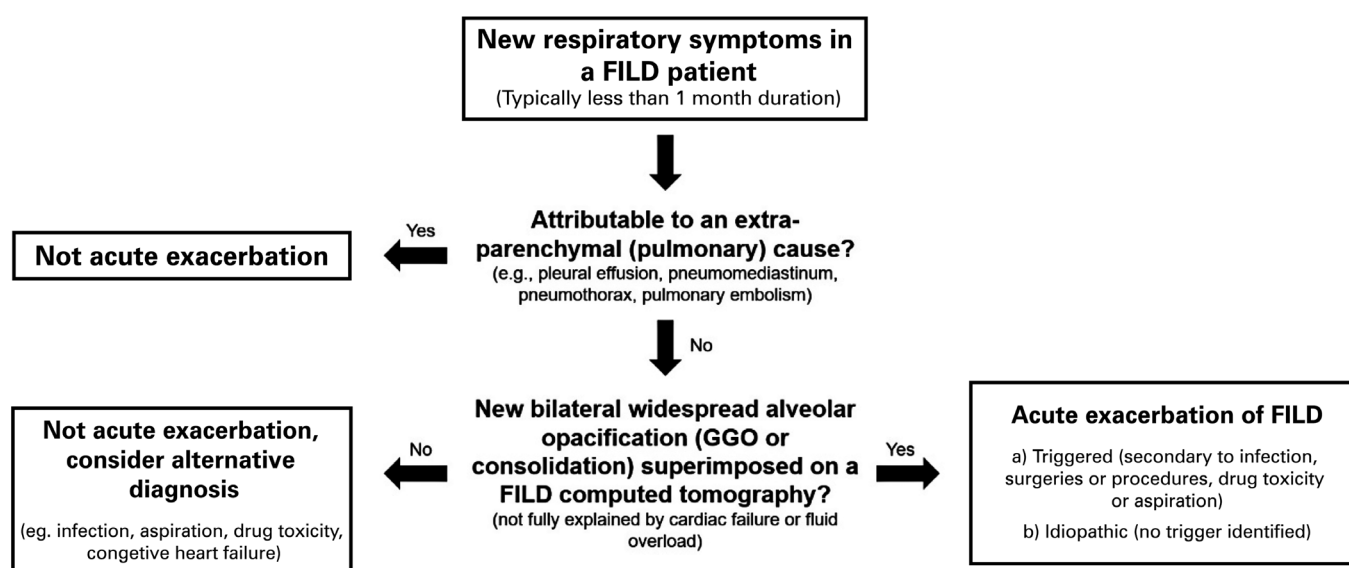 New respiratory symptoms in
a FILD patient
(Typically less than 1 month duration)
Attributable to an extra-
parenchymal (pulmonary) cause?
(e.g., pleural effusion, pneumomediastinum,
pneumothorax, pulmonary embolism)
Yes
Not acute exacerbation
No
New bilateral widespread alveolar
opacification (GGO or
consolidation) superimposed on a
FILD computed tomography?
(not fully explained by cardiac failure or fluid
overload)
No
Not acute exacerbation,
consider alternative
diagnosis
(eg. infection, aspiration, drug toxicity,
congetive heart failure)
Yes
Acute exacerbation of FILD
a) Triggered (secondary to infection,
surgeries or procedures, drug toxicity
or aspiration)
b) Idiopathic (no trigger identified)